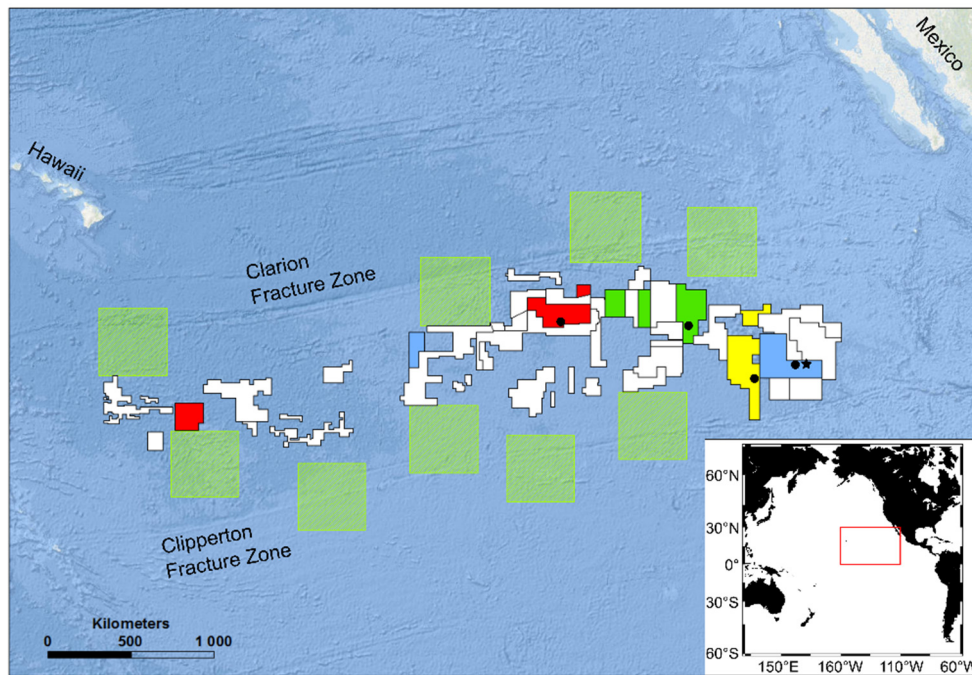 Mexico
Hawaii
Clarion
Fracture Zone
Clipperton
Fracture Zone
Kilometers
0 500 1 000
60°N
30°N
0°
30°S
60°S
150°E 160°W 110°W 60°W